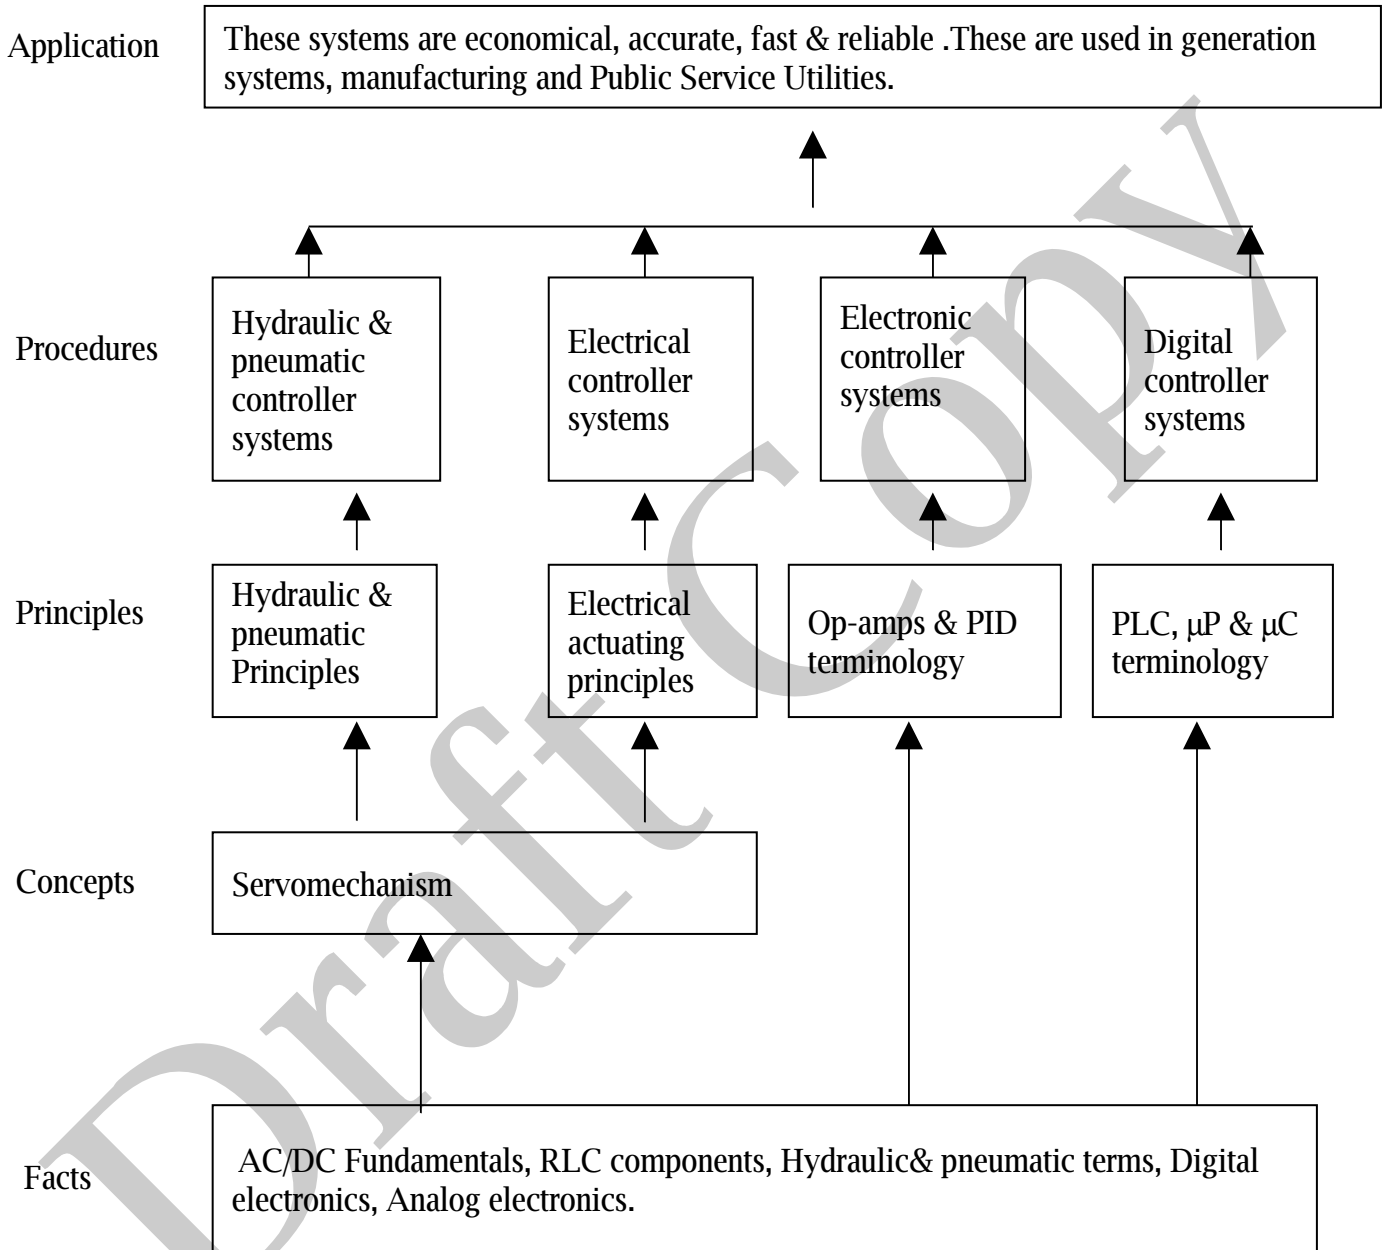 Application
These systems are economical, accurate, fast & reliable .These are used in generation
systems, manufacturing and Public Service Utilities.
Procedures
Hydraulic &
pneumatic
controller
systems
Electrical
controller
systems
Electronic
controller
systems
Digital
controller
systems
Principles
Hydraulic &
pneumatic
Principles
Electrical
actuating
principles
Op-amps & PID
terminology
PLC, µP & µC
terminology
Concepts
Servomechanism
Facts
AC/DC Fundamentals, RLC components, Hydraulic& pneumatic terms, Digital
electronics, Analog electronics.
Draft Copy